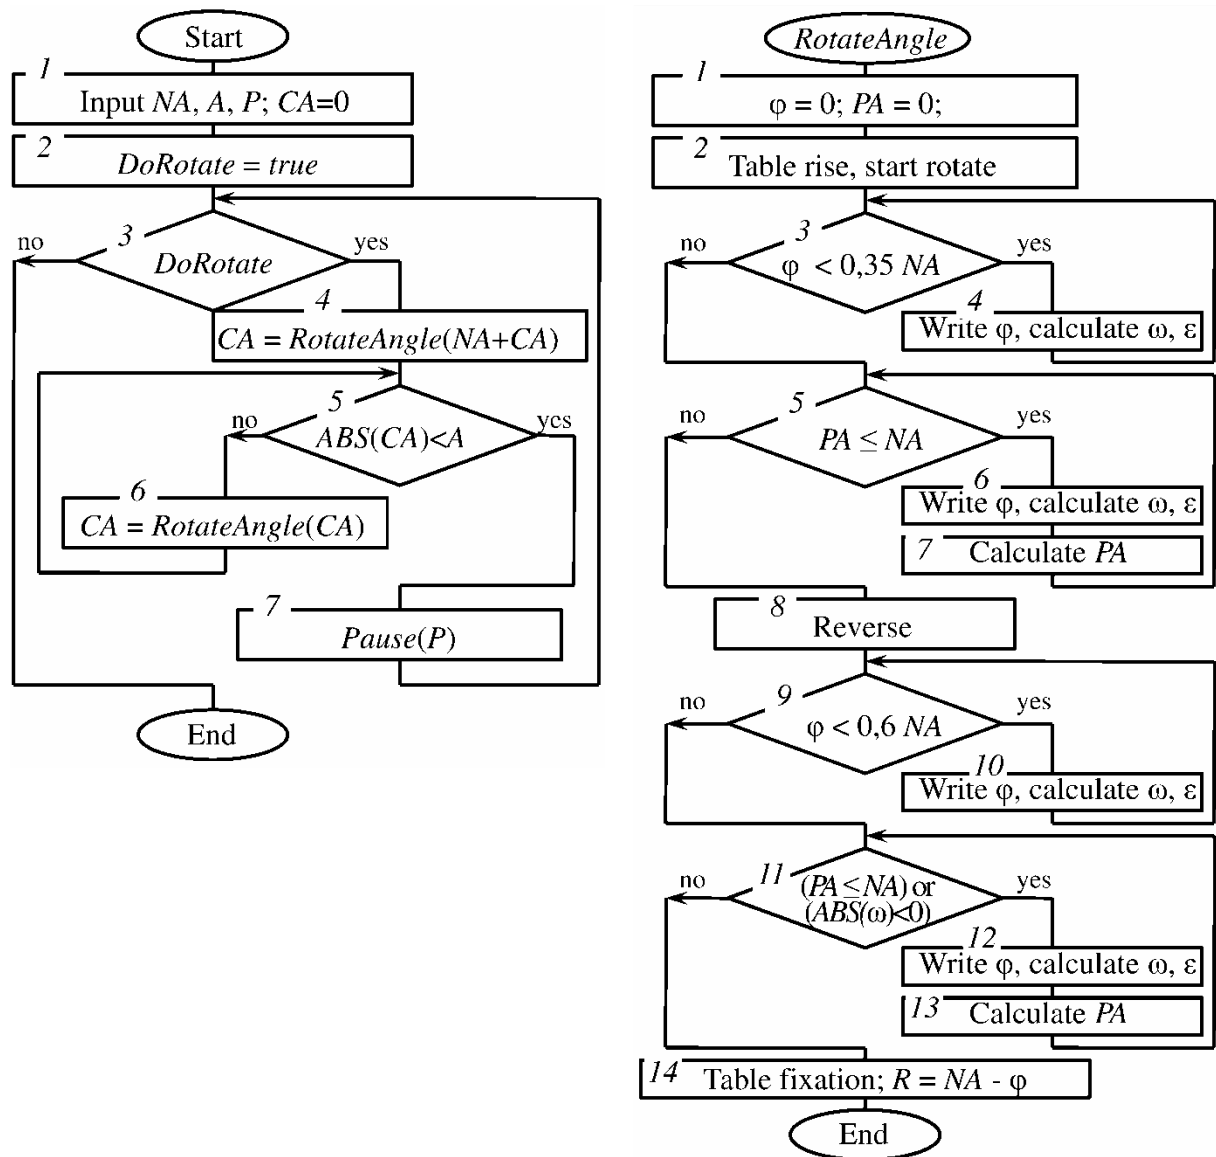 Start
1
Input NA, A, P; CA=0
2
DoRotate = true
3
no
yes
DoRotate
4
CA = RotateAngle(NA+CA)
5
no
yes
ABS(CA)<A
6
CA = RotateAngle(CA)
7
Pause(P)
End
RotateAngle
1
φ = 0; PA = 0;
2
Table rise, start rotate
3
no
yes
φ < 0,35 NA
4
Write φ, calculate ω, ε
5
no
yes
PA ≤ NA
6
Write φ, calculate ω, ε
7
Calculate PA
8
Reverse
9
no
yes
φ < 0,6 NA
10
Write φ, calculate ω, ε
11
no
yes
(PA ≤ NA) or
(ABS(ω)<0)
12
Write φ, calculate ω, ε
13
Calculate PA
14
Table fixation; R = NA - φ
End